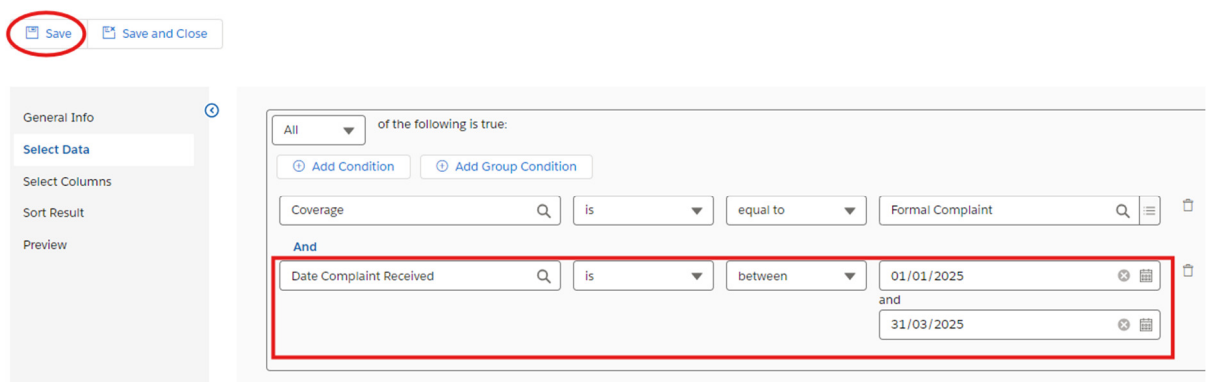 Save
Save and Close
General Info
Select Data
Select Columns
Sort Result
Preview
All of the following is true:
Add Condition Add Group Condition
Coverage is equal to Formal Complaint
And
Date Complaint Received is between 01/01/2025
and
31/03/2025